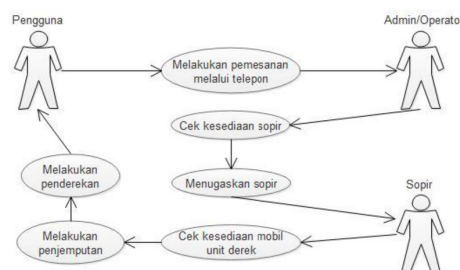 Pengguna
Admin/Operato
Melakukan pemesanan
melalui telepon
Cek kesediaan sopir
Menugaskan sopir
Sopir
Cek kesediaan mobil
unit derek
Melakukan
penjemputan
Melakukan
penderekan